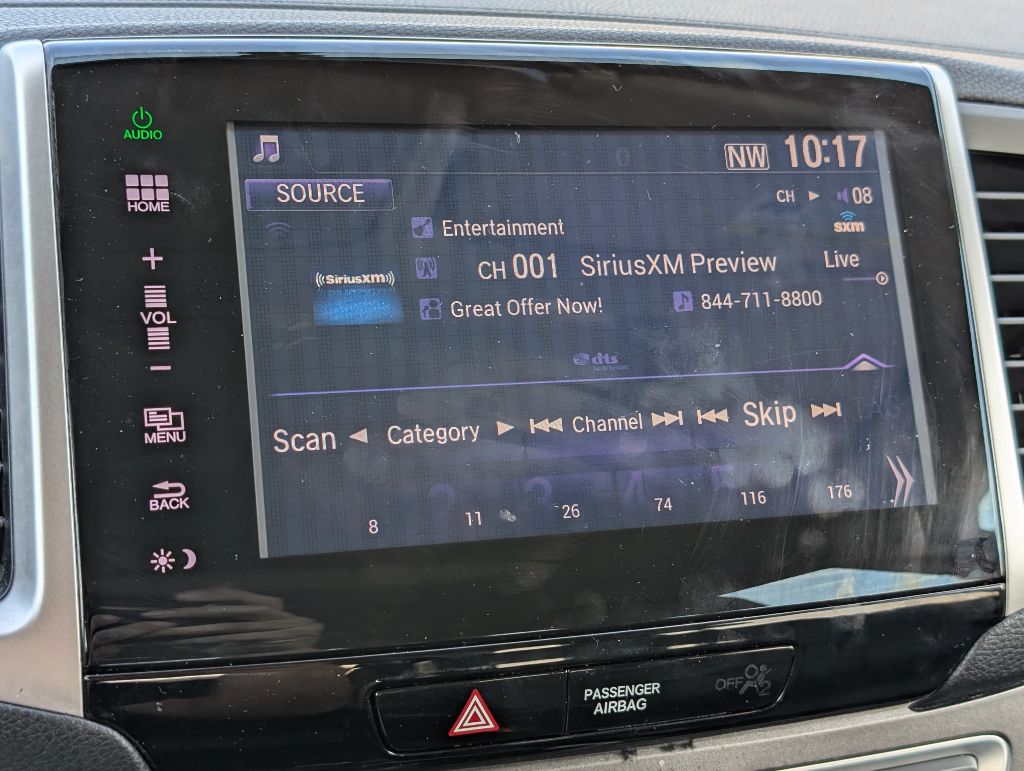 AUDIO
HOME
+
VOL
−
MENU
BACK
NW 10:17
SOURCE
CH 08
sxm
Entertainment
((SiriusXM))
CH 001 SiriusXM Preview Live
Great Offer Now! 844-711-8800
dts
Scan Category Channel Skip
8 11 26 74 116 176
PASSENGER
AIRBAG
OFF 2